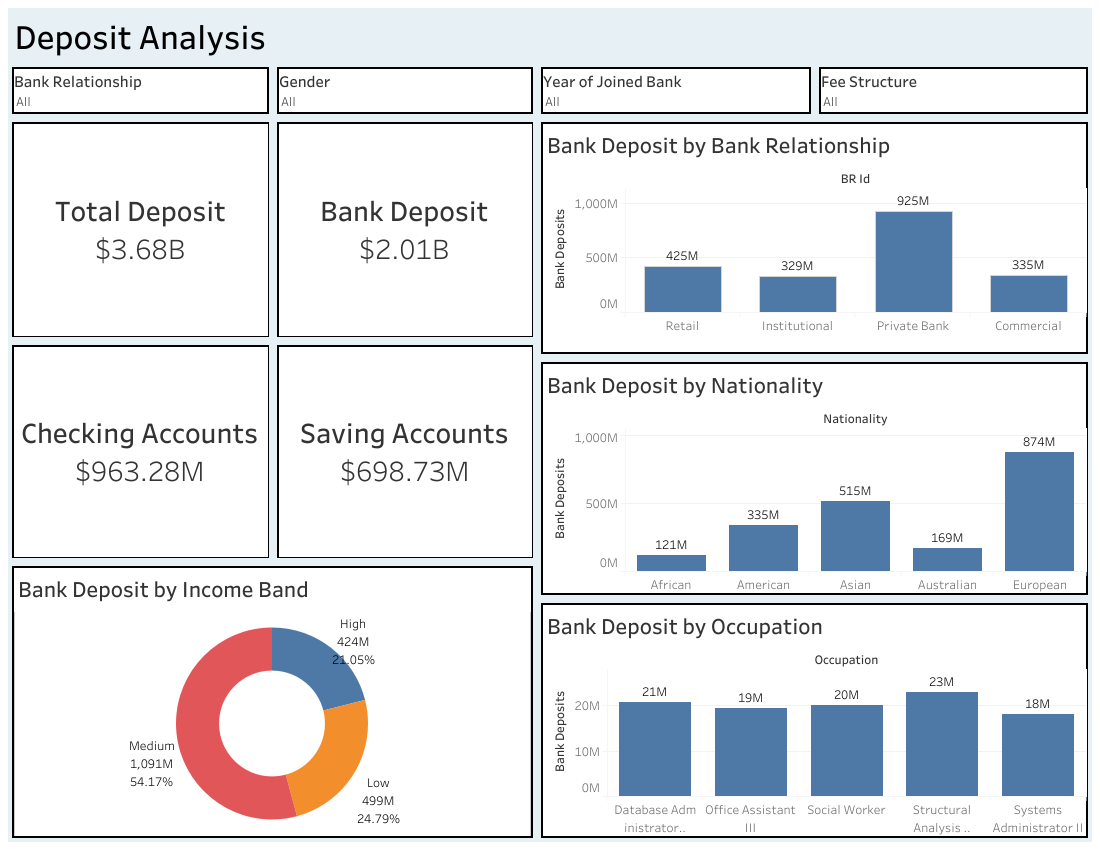 Deposit Analysis
Bank Relationship
All
Gender
All
Year of Joined Bank
All
Fee Structure
All
Total Deposit
$3.68B
Bank Deposit
$2.01B
Checking Accounts
$963.28M
Saving Accounts
$698.73M
Bank Deposit by Income Band
High
424M
21.05%
Medium
1,091M
54.17%
Low
499M
24.79%
Bank Deposit by Bank Relationship
BR Id
Bank Deposits
1,000M
500M
0M
425M
329M
925M
335M
Retail
Institutional
Private Bank
Commercial
Bank Deposit by Nationality
Nationality
Bank Deposits
1,000M
500M
0M
121M
335M
515M
169M
874M
African
American
Asian
Australian
European
Bank Deposit by Occupation
Occupation
Bank Deposits
20M
10M
0M
21M
19M
20M
23M
18M
Database Adm
inistrator..
Office Assistant
III
Social Worker
Structural
Analysis ..
Systems
Administrator II